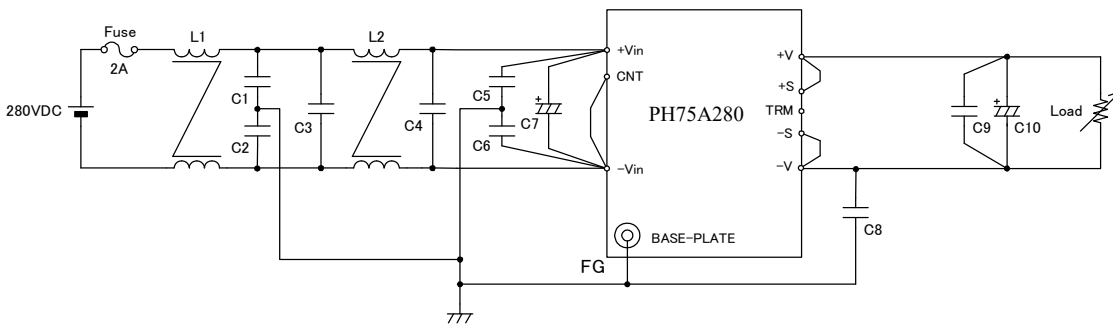 Fuse
2A
L1
L2
280VDC
C1
C2
C3
C4
C5
C6
C7
+
+Vin
CNT
-Vin
PH75A280
+V
+S
TRM
-S
-V
BASE-PLATE
FG
C8
C9
+
C10
Load